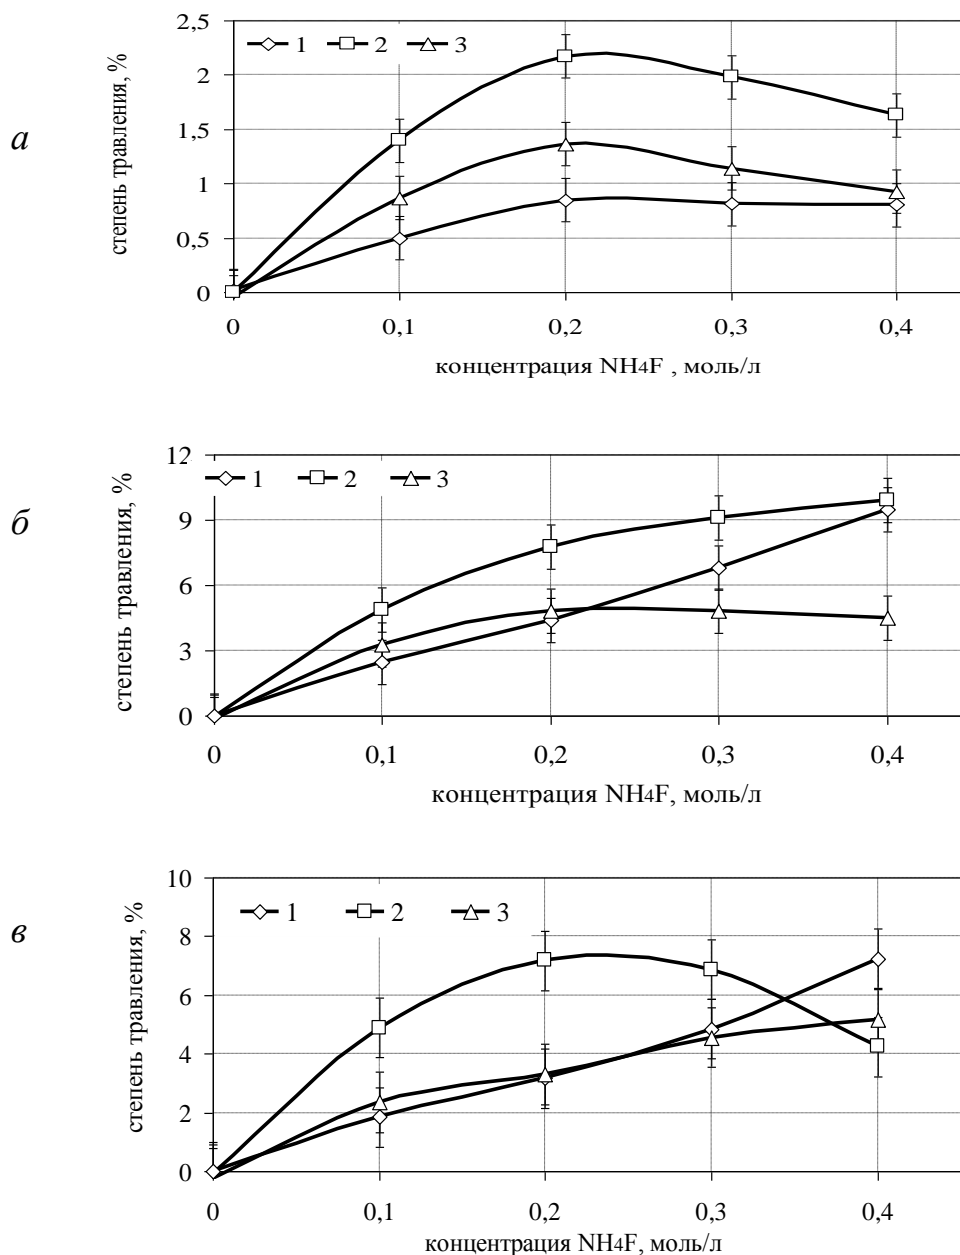 а
степень травления, %
2,5
2
1,5
1
0,5
0
1 2 3
0 0,1 0,2 0,3 0,4
концентрация NH4F , моль/л
б
степень травления, %
12
9
6
3
0
1 2 3
0 0,1 0,2 0,3 0,4
концентрация NH4F, моль/л
в
степень травления, %
10
8
6
4
2
0
1 2 3
0 0,1 0,2 0,3 0,4
концентрация NH4F, моль/л